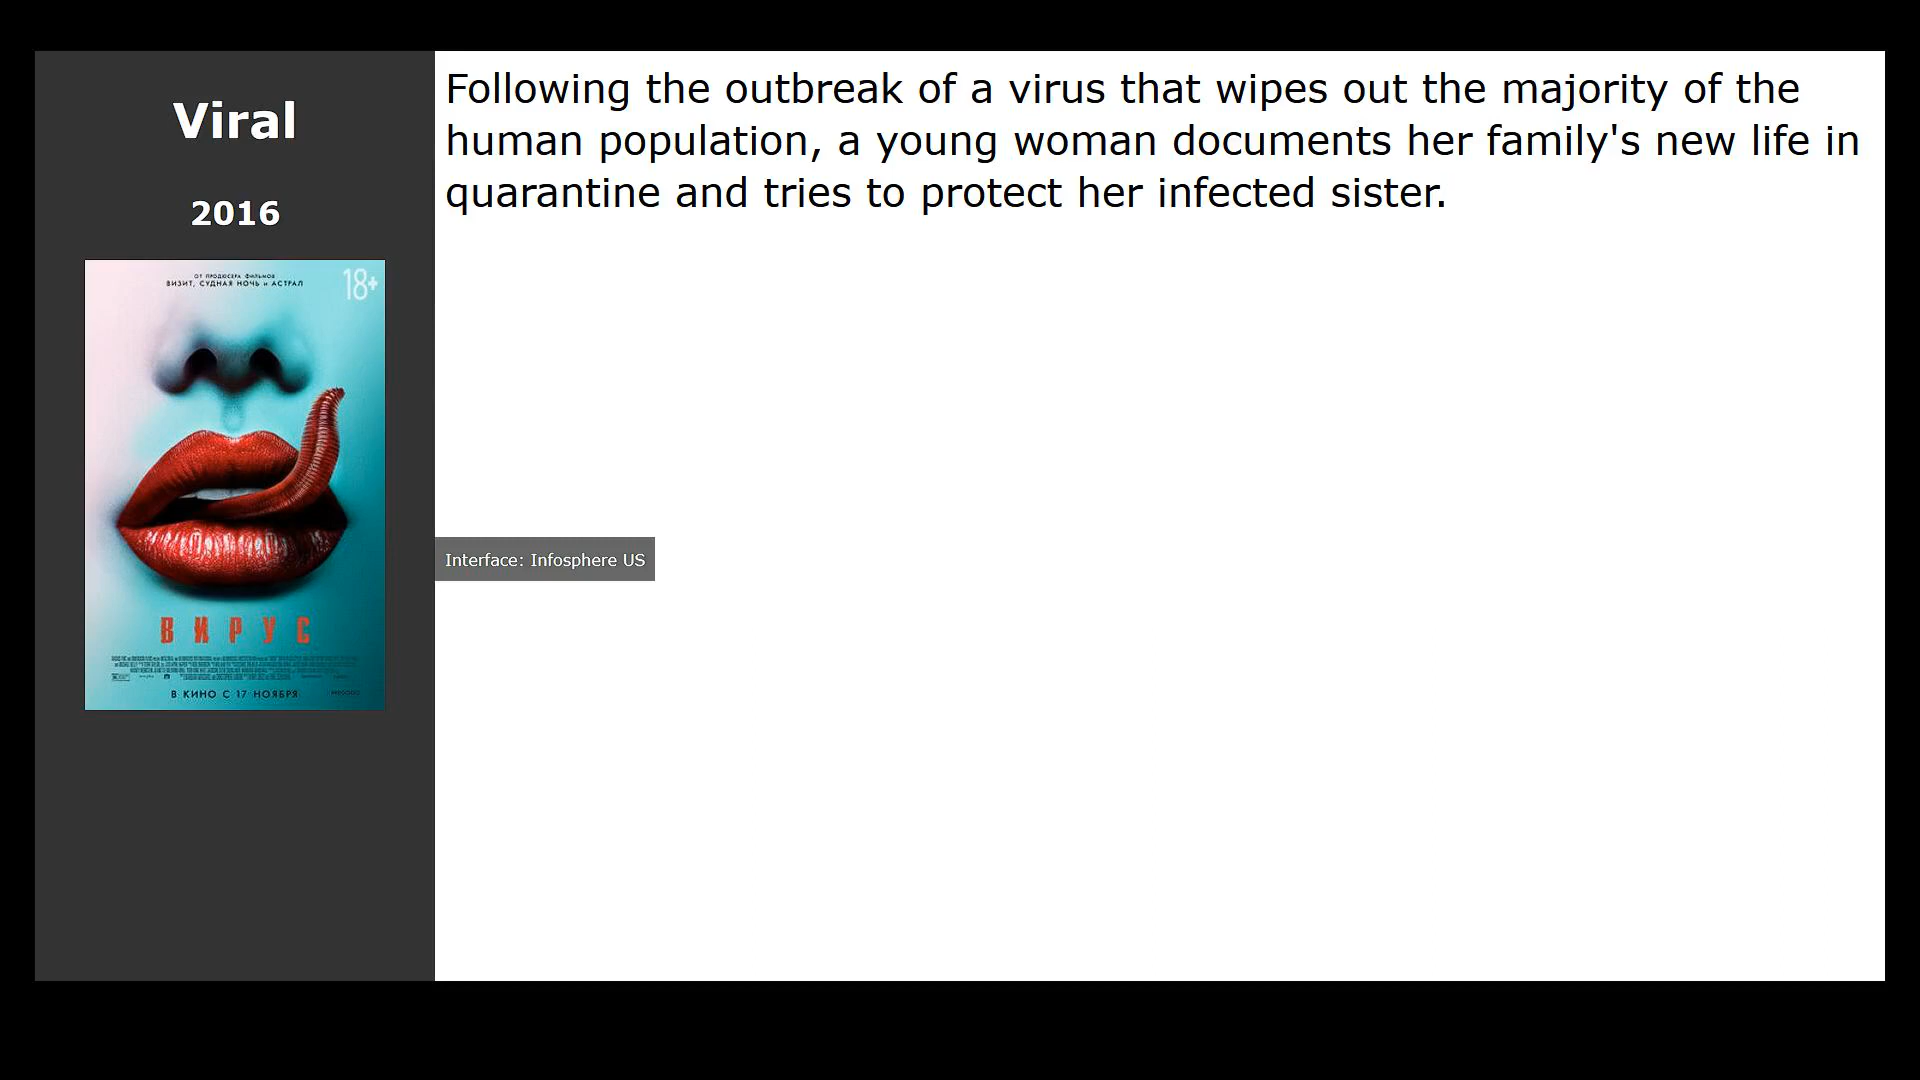 Viral
2016
ОТ ПРОДЮСЕРА ФИЛЬМОВ
ВИЗИТ, СУДНАЯ НОЧЬ и АСТРАЛ
18+
ВИРУС
В КИНО С 17 НОЯБРЯ
Following the outbreak of a virus that wipes out the majority of the
human population, a young woman documents her family's new life in
quarantine and tries to protect her infected sister.
Interface: Infosphere US